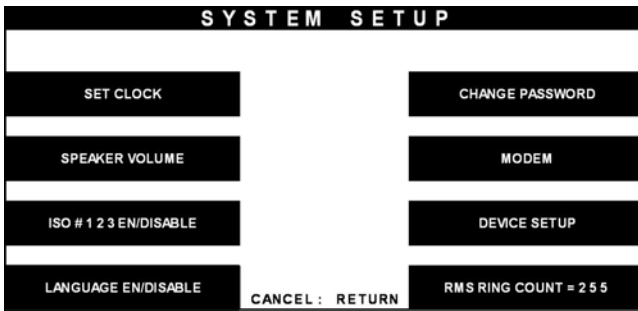 SYSTEM SETUP
SET CLOCK
CHANGE PASSWORD
SPEAKER VOLUME
MODEM
ISO # 1 2 3 EN/DISABLE
DEVICE SETUP
LANGUAGE EN/DISABLE
CANCEL: RETURN
RMS RING COUNT = 2 5 5